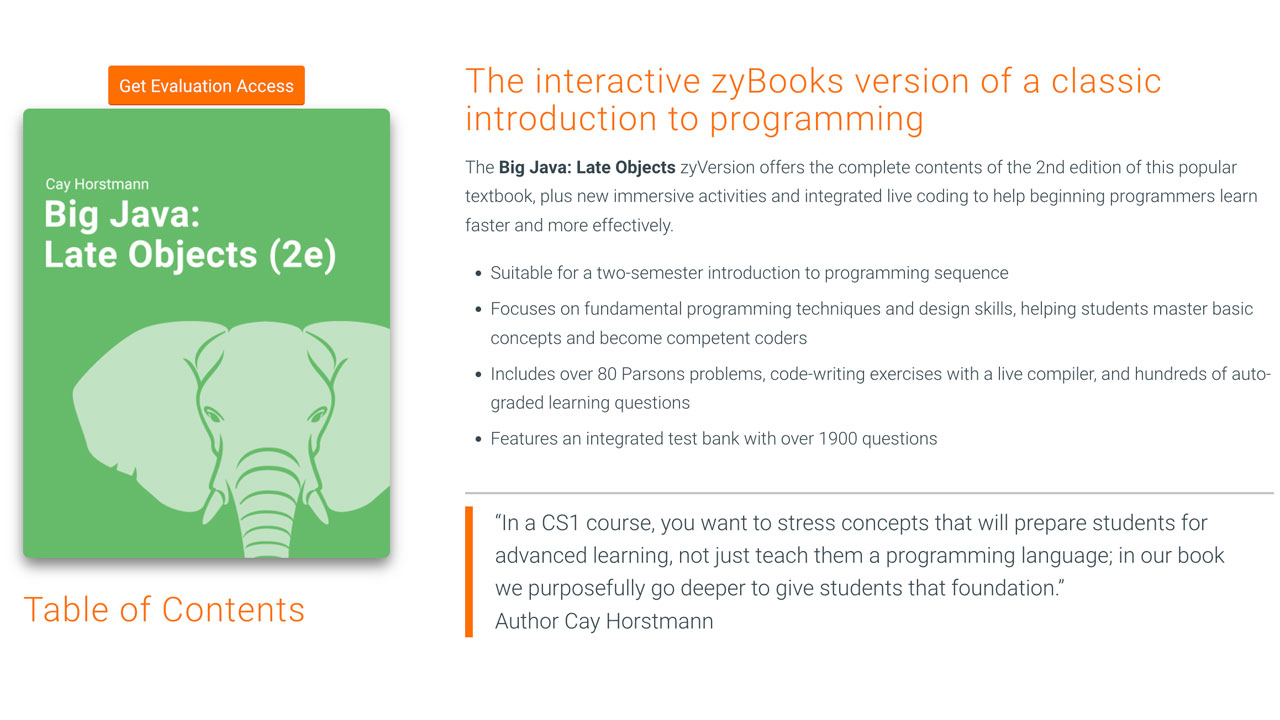 Get Evaluation Access
Cay Horstmann
Big Java:
Late Objects (2e)
Table of Contents
The interactive zyBooks version of a classic
introduction to programming
The Big Java: Late Objects zyVersion offers the complete contents of the 2nd edition of this popular
textbook, plus new immersive activities and integrated live coding to help beginning programmers learn
faster and more effectively.
• Suitable for a two-semester introduction to programming sequence
• Focuses on fundamental programming techniques and design skills, helping students master basic
concepts and become competent coders
• Includes over 80 Parsons problems, code-writing exercises with a live compiler, and hundreds of auto-
graded learning questions
• Features an integrated test bank with over 1900 questions
“In a CS1 course, you want to stress concepts that will prepare students for
advanced learning, not just teach them a programming language; in our book
we purposefully go deeper to give students that foundation.”
Author Cay Horstmann